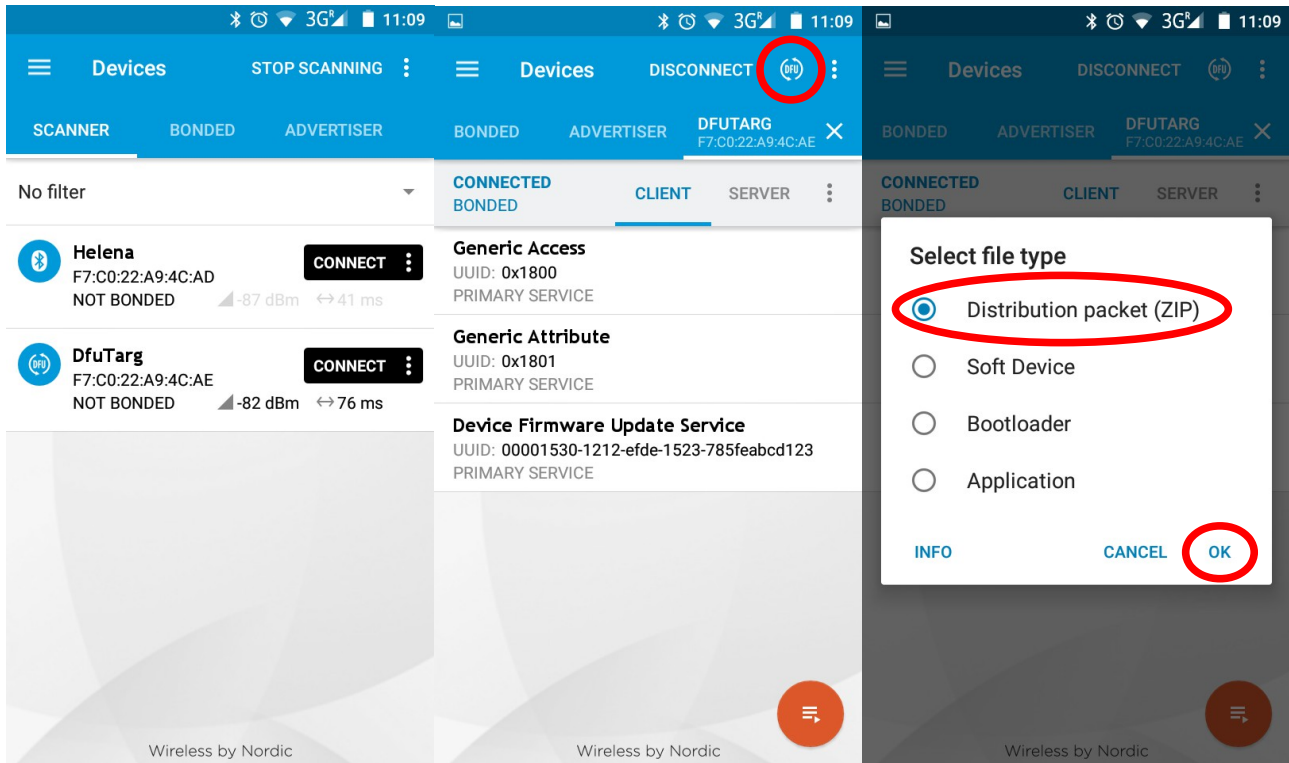 3G R 11:09
Devices STOP SCANNING
SCANNER BONDED ADVERTISER
No filter
Helena
F7:C0:22:A9:4C:AD
NOT BONDED -87 dBm 41 ms
CONNECT
DfuTarg
F7:C0:22:A9:4C:AE
NOT BONDED -82 dBm 76 ms
CONNECT
DFU
Wireless by Nordic
3G R 11:09
Devices DISCONNECT DFU
BONDED ADVERTISER DFUTARG
F7:C0:22:A9:4C:AE
CONNECTED
BONDED
CLIENT SERVER
Generic Access
UUID: 0x1800
PRIMARY SERVICE
Generic Attribute
UUID: 0x1801
PRIMARY SERVICE
Device Firmware Update Service
UUID: 00001530-1212-efde-1523-785feabcd123
PRIMARY SERVICE
Wireless by Nordic
3G R 11:09
Devices DISCONNECT DFU
BONDED ADVERTISER DFUTARG
F7:C0:22:A9:4C:AE
CONNECTED
BONDED
CLIENT SERVER
Select file type
Distribution packet (ZIP)
Soft Device
Bootloader
Application
INFO CANCEL OK
Wireless by Nordic